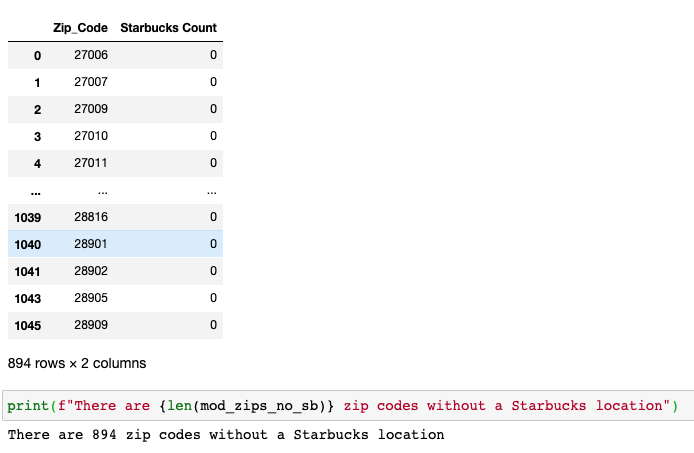 Zip_Code Starbucks Count
0 27006 0
1 27007 0
2 27009 0
3 27010 0
4 27011 0
... ... ...
1039 28816 0
1040 28901 0
1041 28902 0
1043 28905 0
1045 28909 0
894 rows × 2 columns
print(f"There are {len(mod_zips_no_sb)} zip codes without a Starbucks location")
There are 894 zip codes without a Starbucks location